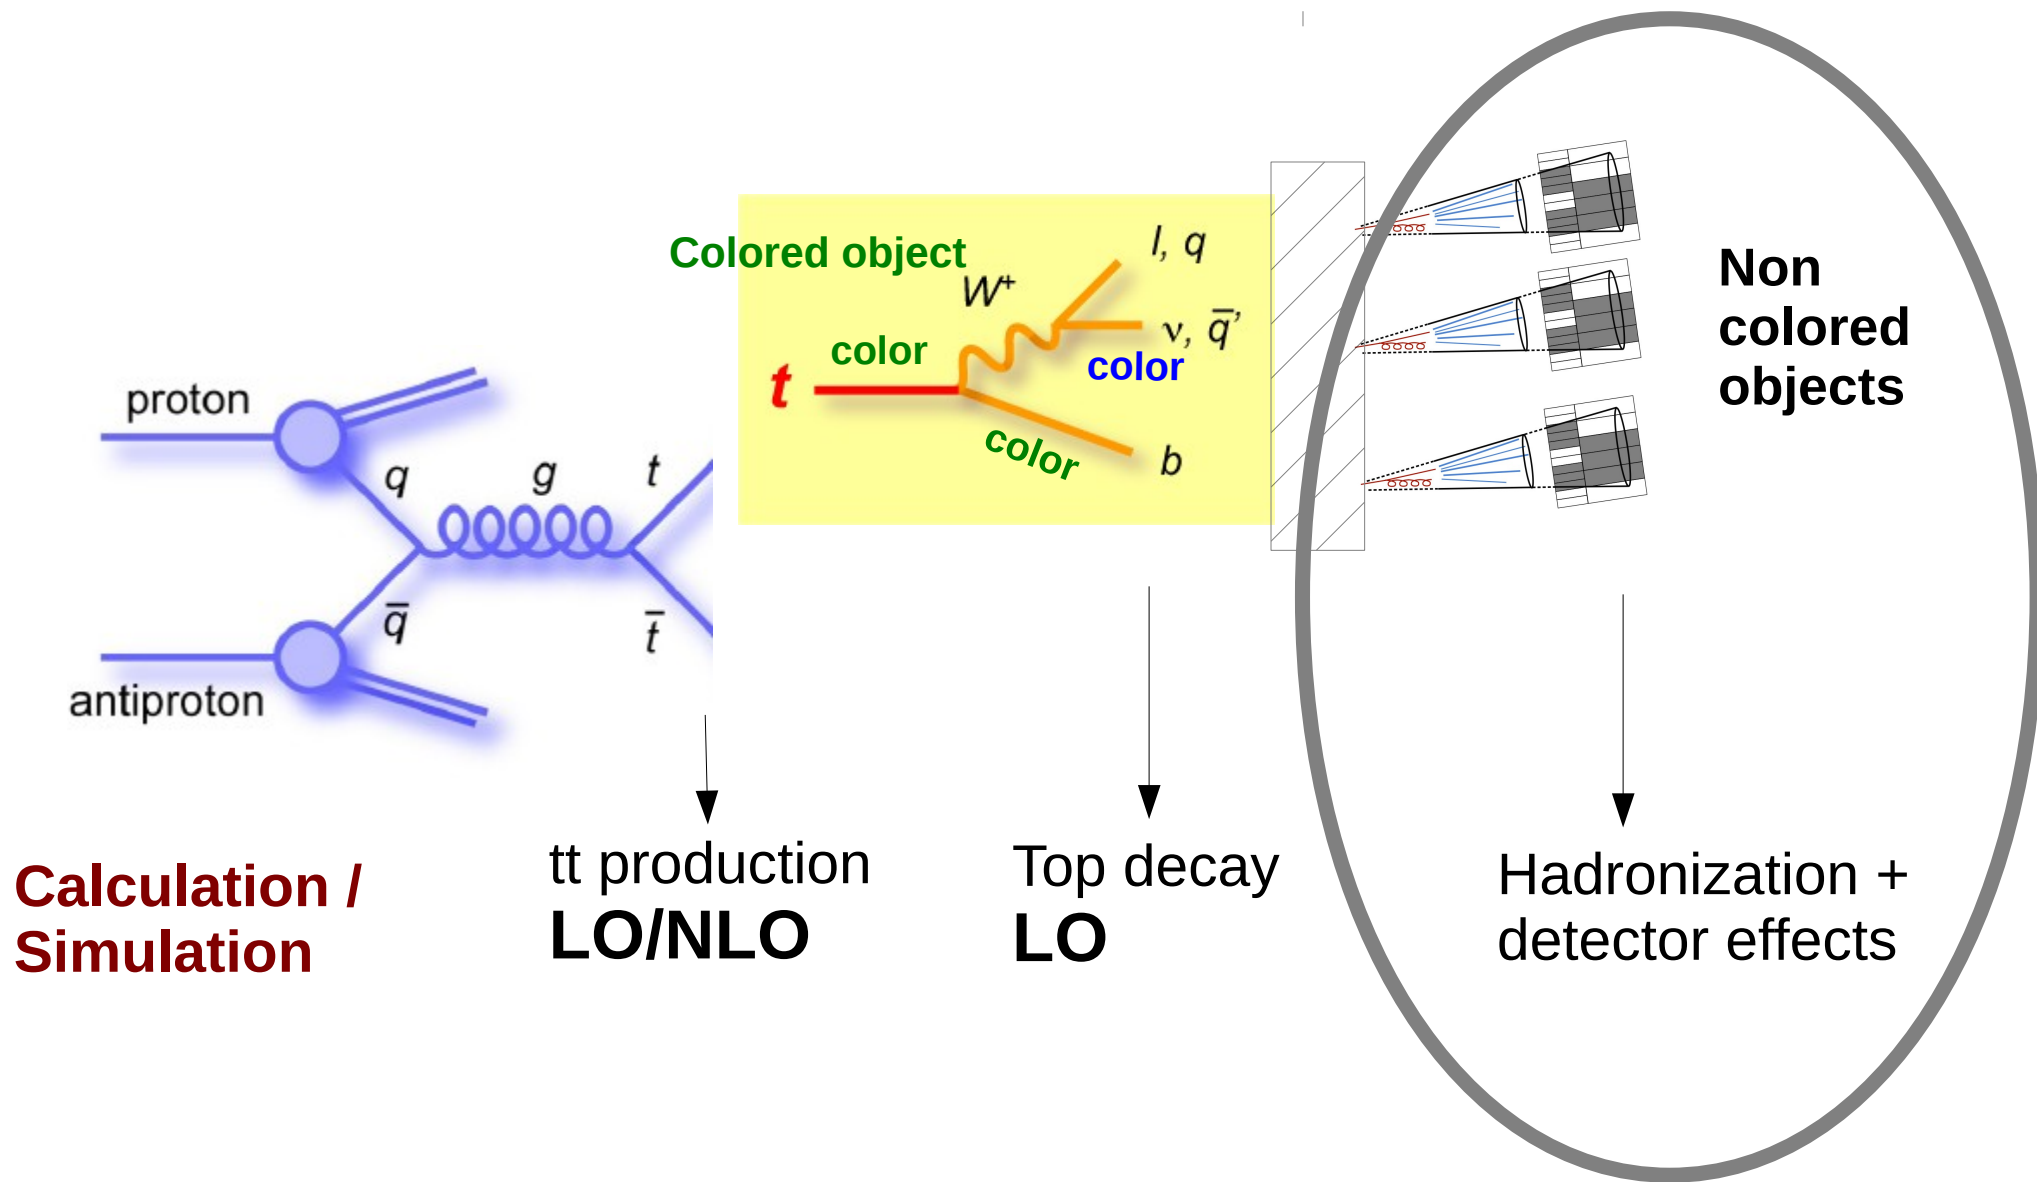 Colored object
W⁺
l, q
ν, q̄’
color
color
t
color
b
Non
colored
objects
proton
q
g
t
q̄
t̄
antiproton
Calculation /
Simulation
tt production
LO/NLO
Top decay
LO
Hadronization +
detector effects